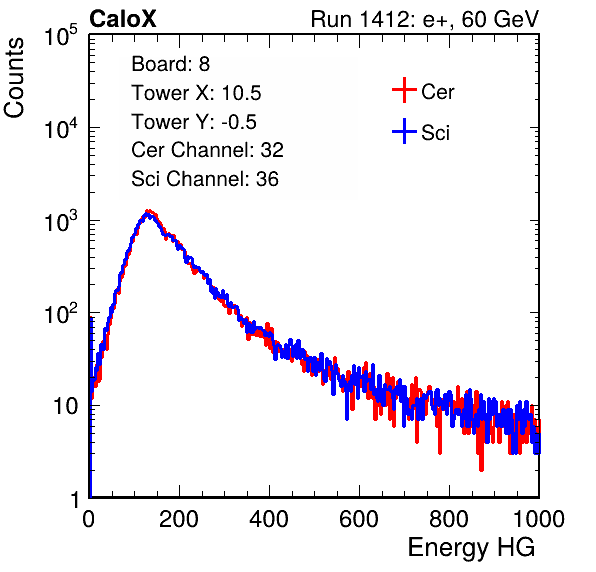 CaloX Run 1412: e+, 60 GeV
Counts
Board: 8
Tower X: 10.5
Tower Y: -0.5
Cer Channel: 32
Sci Channel: 36
Cer
Sci
10^5
10^4
10^3
10^2
10
1
0 200 400 600 800 1000
Energy HG